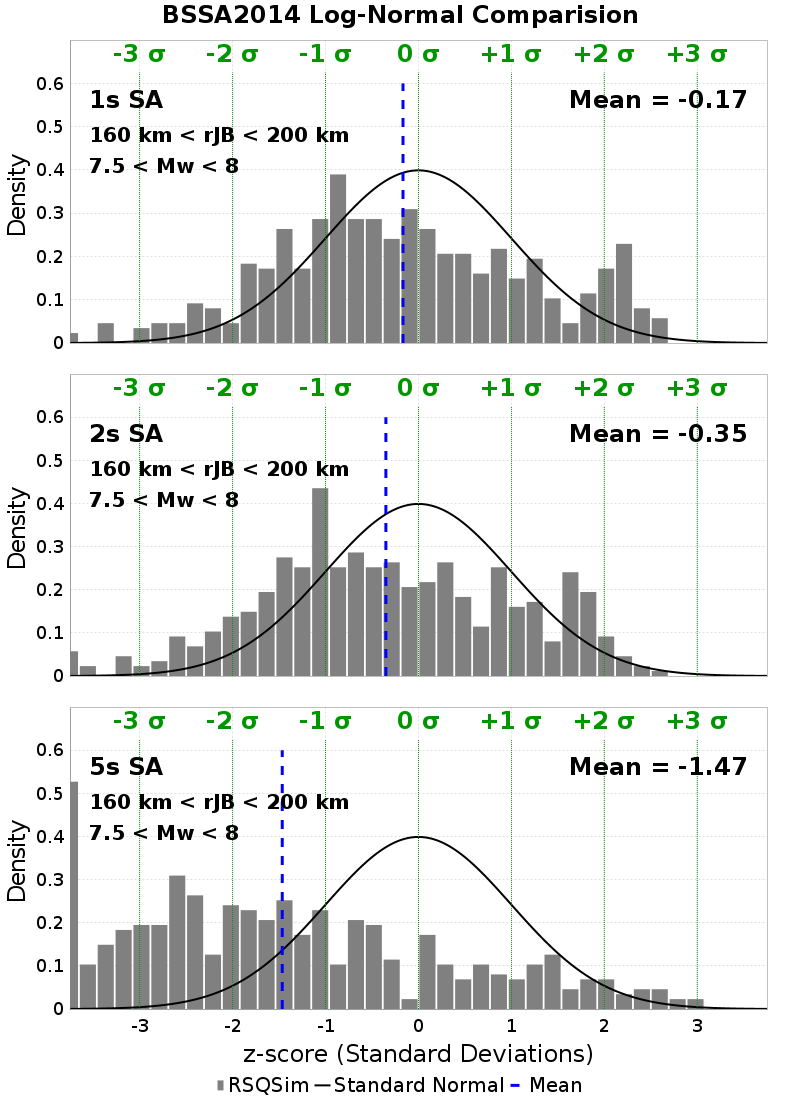 BSSA2014 Log-Normal Comparision
-3 σ -2 σ -1 σ 0 σ +1 σ +2 σ +3 σ
1s SA
Mean = -0.17
160 km < rJB < 200 km
7.5 < Mw < 8
0.6
0.5
0.4
0.3
0.2
0.1
0
Density
-3 σ -2 σ -1 σ 0 σ +1 σ +2 σ +3 σ
2s SA
Mean = -0.35
160 km < rJB < 200 km
7.5 < Mw < 8
0.6
0.5
0.4
0.3
0.2
0.1
0
Density
-3 σ -2 σ -1 σ 0 σ +1 σ +2 σ +3 σ
5s SA
Mean = -1.47
160 km < rJB < 200 km
7.5 < Mw < 8
0.6
0.5
0.4
0.3
0.2
0.1
0
Density
-3 -2 -1 0 1 2 3
z-score (Standard Deviations)
RSQSim Standard Normal Mean